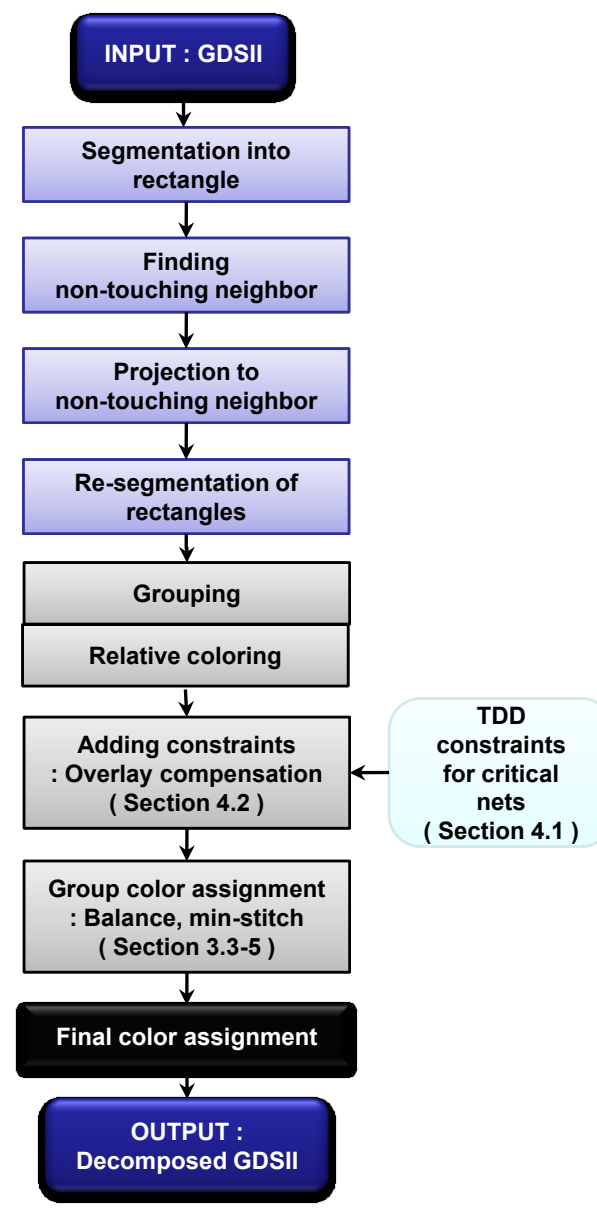 INPUT : GDSII
Segmentation into
rectangle
Finding
non-touching neighbor
Projection to
non-touching neighbor
Re-segmentation of
rectangles
Grouping
Relative coloring
Adding constraints
: Overlay compensation
( Section 4.2 )
TDD
constraints
for critical
nets
( Section 4.1 )
Group color assignment
: Balance, min-stitch
( Section 3.3-5 )
Final color assignment
OUTPUT :
Decomposed GDSII